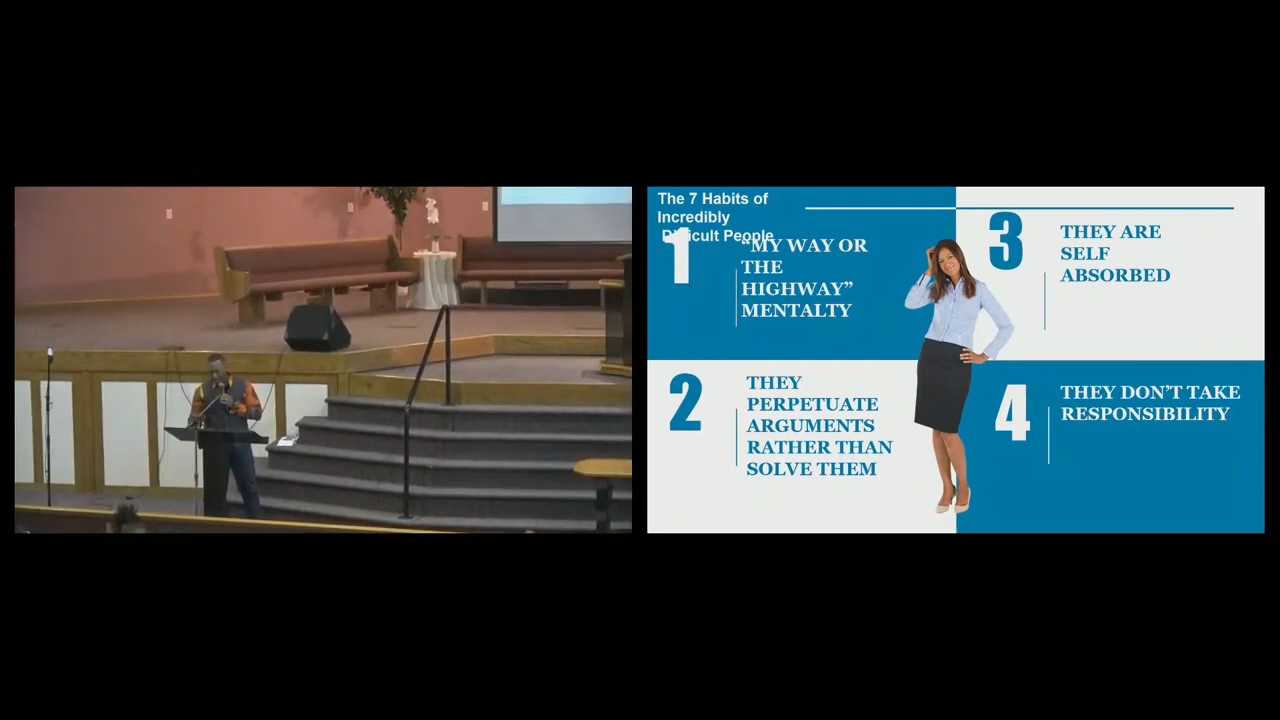 The 7 Habits of
Incredibly
Difficult People
1
“MY WAY OR
THE
HIGHWAY”
MENTALTY
2
THEY
PERPETUATE
ARGUMENTS
RATHER THAN
SOLVE THEM
3
THEY ARE
SELF
ABSORBED
4
THEY DON’T TAKE
RESPONSIBILITY